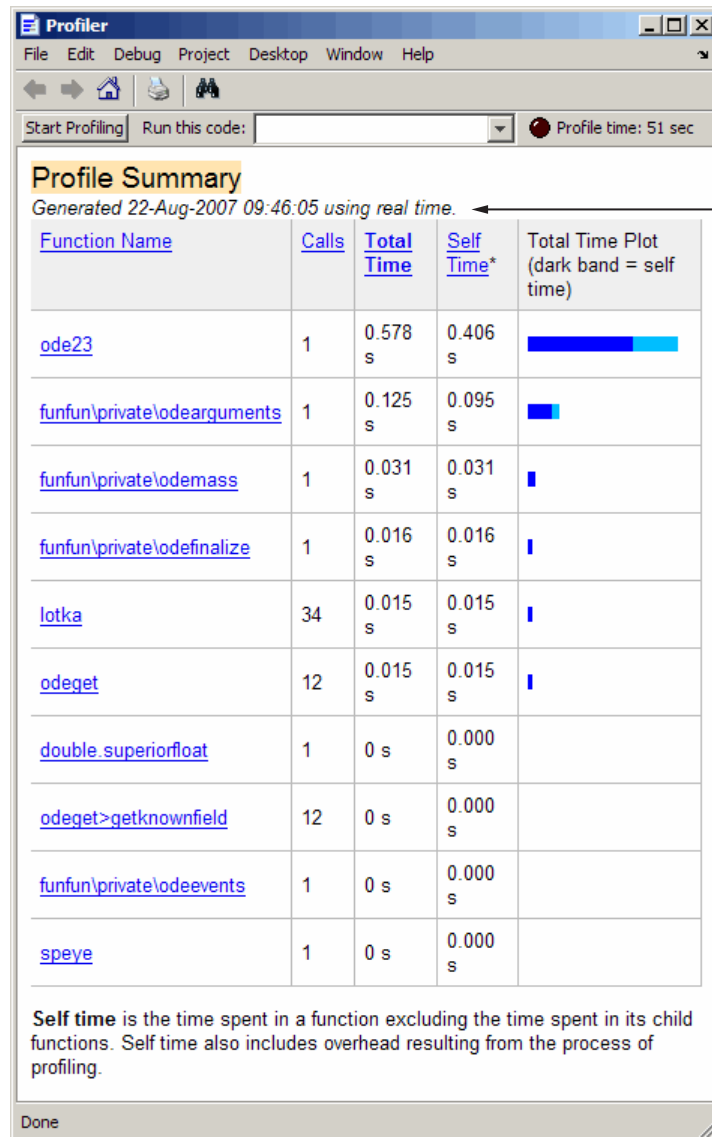 Profiler
File Edit Debug Project Desktop Window Help
Start Profiling Run this code: Profile time: 51 sec
Profile Summary
Generated 22-Aug-2007 09:46:05 using real time.
Function Name Calls Total Time Self Time* Total Time Plot (dark band = self time)
ode23 1 0.578 s 0.406 s
funfun\private\odearguments 1 0.125 s 0.095 s
funfun\private\odemass 1 0.031 s 0.031 s
funfun\private\odefinalize 1 0.016 s 0.016 s
lotka 34 0.015 s 0.015 s
odeget 12 0.015 s 0.015 s
double.superiorfloat 1 0 s 0.000 s
odeget>getknownfield 12 0 s 0.000 s
funfun\private\odeevents 1 0 s 0.000 s
speye 1 0 s 0.000 s
Self time is the time spent in a function excluding the time spent in its child
functions. Self time also includes overhead resulting from the process of
profiling.
Done